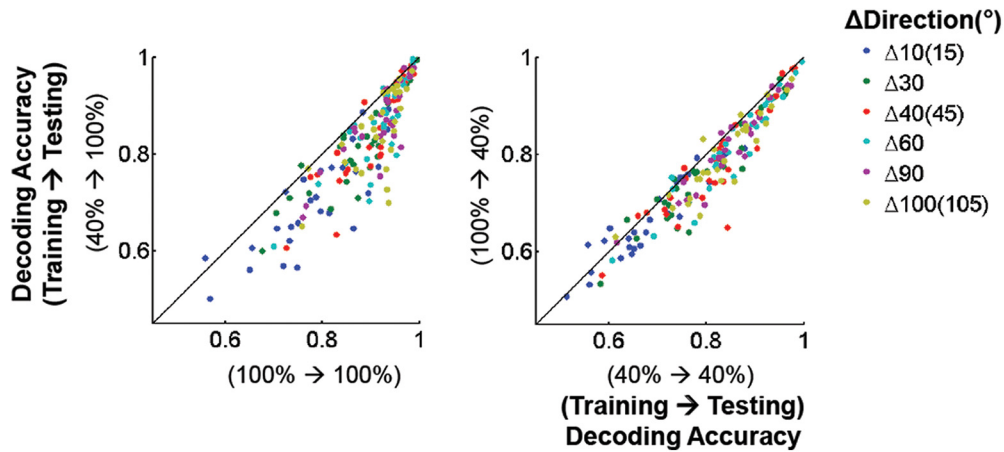 Decoding Accuracy
(Training → Testing)
(40% → 100%)
1
0.8
0.6
0.6
0.8
1
(100% → 100%)
(100% → 40%)
1
0.8
0.6
0.6
0.8
1
(40% → 40%)
(Training → Testing)
Decoding Accuracy
ΔDirection(°)
Δ10(15)
Δ30
Δ40(45)
Δ60
Δ90
Δ100(105)